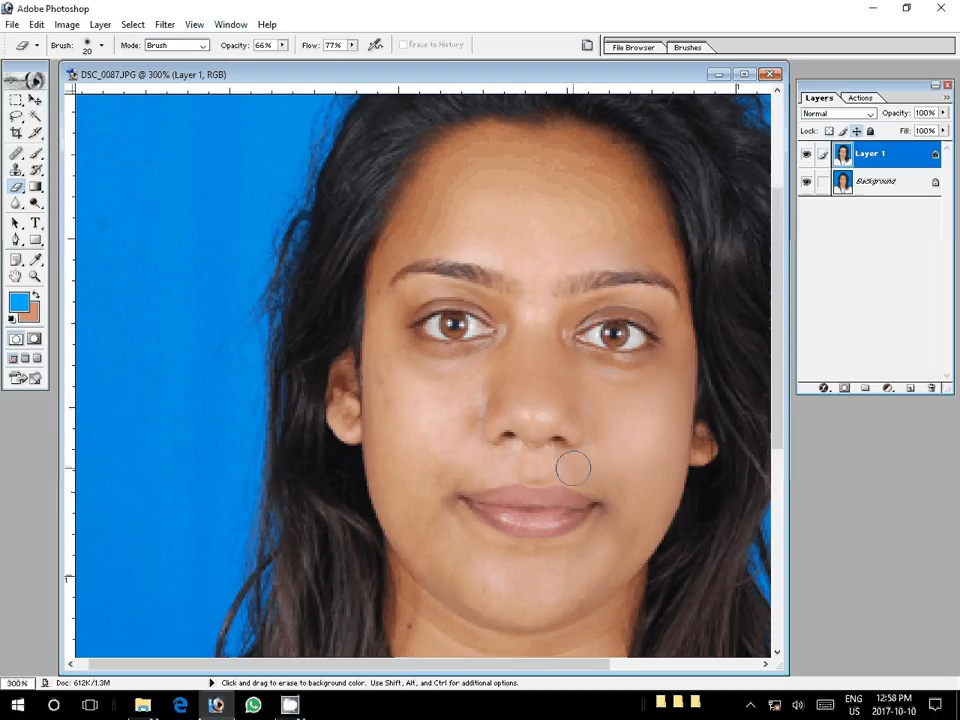 Adobe Photoshop
File Edit Image Layer Select Filter View Window Help
Brush: 20 Mode: Brush Opacity: 66% Flow: 77% Erase to History File Browser Brushes
DSC_0087.JPG @ 300% (Layer 1, RGB)
Layers Actions
Normal Opacity: 100%
Lock: Fill: 100%
Layer 1
Background
1
1
T
300% Doc: 612K/1.3M Click and drag to erase to background color. Use Shift, Alt, and Ctrl for additional options.
ENG 12:58 PM
US 2017-10-10